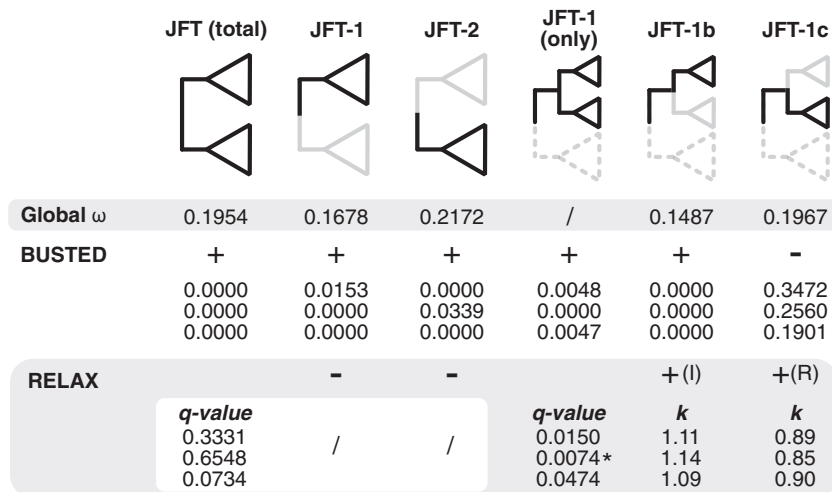 JFT (total) JFT-1 JFT-2 JFT-1 (only) JFT-1b JFT-1c
Global ω 0.1954 0.1678 0.2172 / 0.1487 0.1967
BUSTED + + + + + -
0.0000 0.0153 0.0000 0.0048 0.0000 0.3472
0.0000 0.0000 0.0339 0.0000 0.0000 0.2560
0.0000 0.0000 0.0000 0.0047 0.0000 0.1901
RELAX - - +(I) +(R)
q-value q-value k k
0.3331 0.0150 1.11 0.89
0.6548 / / 0.0074* 1.14 0.85
0.0734 0.0474 1.09 0.90